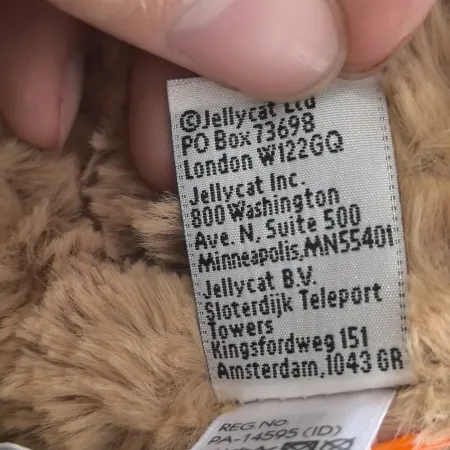 ©Jellycat Ltd
PO Box 73698
London W122GQ
Jellycat Inc.
800 Washington
Ave. N, Suite 500
Minneapolis, MN55401
Jellycat B.V.
Sloterdijk Teleport
Towers
Kingsfordweg 151
Amsterdam, 1043 GR
REG.NO.
PA-14595 (ID)